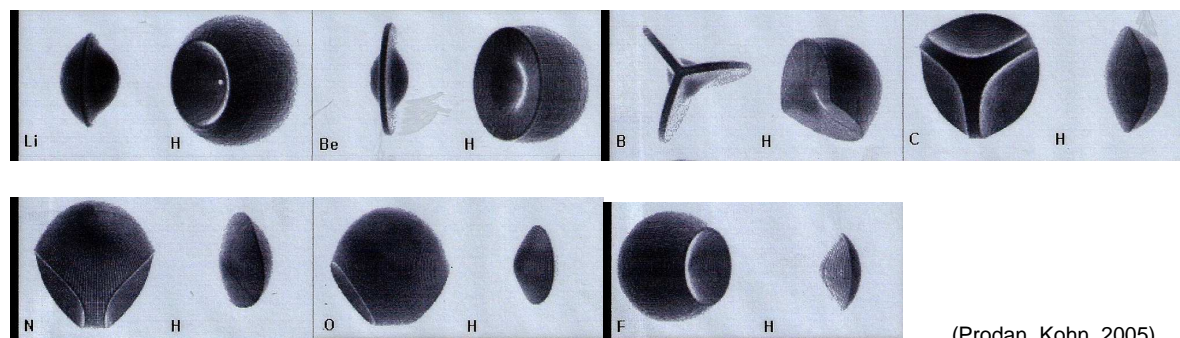 Li H Be H B H C H
N H O H F H
(Prodan, Kohn, 2005)